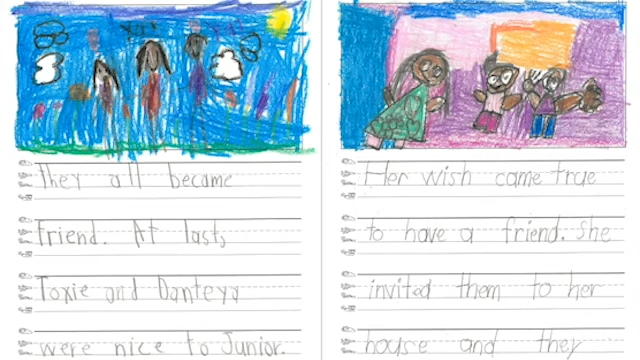 they all became
friend. At last,
Toxie and Danteya
were nice to Junior.
Her wish came true
to have a friend. She
invited them to her
house and they